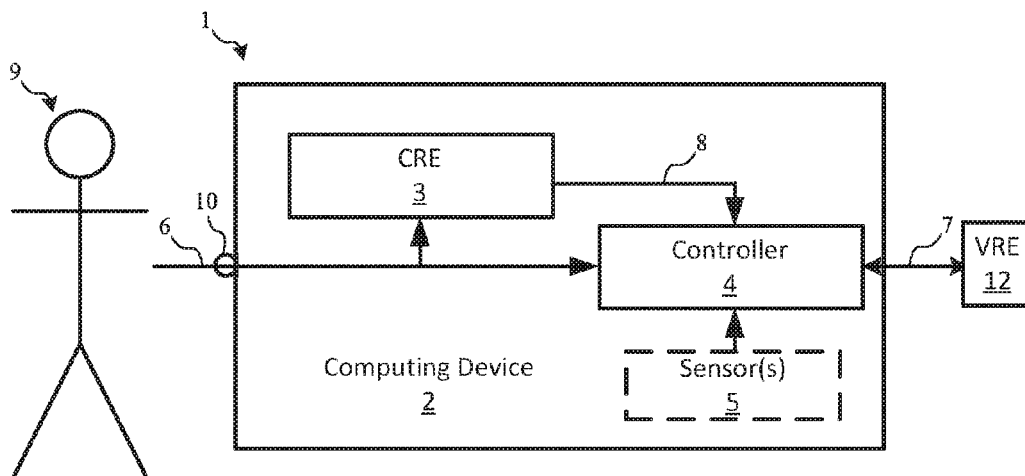 1
9
CRE
3
8
6
10
Controller
4
7
VRE
12
Computing Device
2
Sensor(s)
5